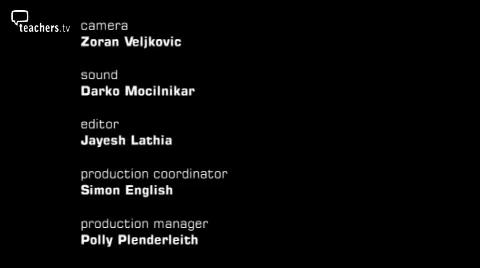 teachers.tv
camera
Zoran Veljkovic
sound
Darko Mocilnikar
editor
Jayesh Lathia
production coordinator
Simon English
production manager
Polly Plenderleith